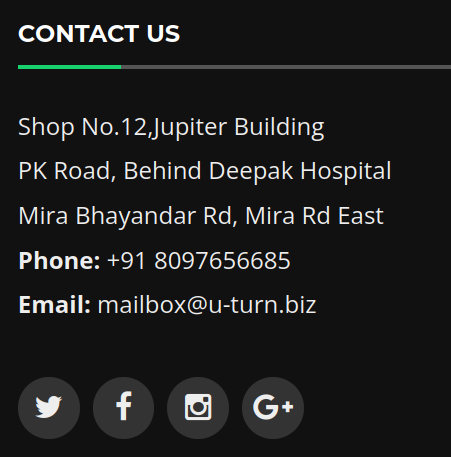 CONTACT US
Shop No.12,Jupiter Building
PK Road, Behind Deepak Hospital
Mira Bhayandar Rd, Mira Rd East
Phone: +91 8097656685
Email: mailbox@u-turn.biz